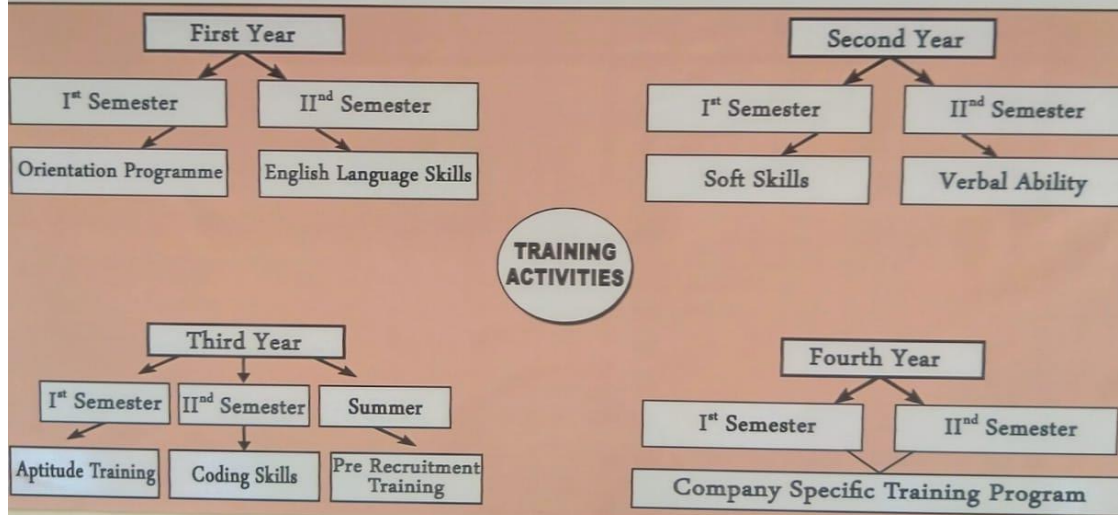 First Year
Iˢᵗ Semester
IIⁿᵈ Semester
Orientation Programme
English Language Skills
Second Year
Iˢᵗ Semester
IIⁿᵈ Semester
Soft Skills
Verbal Ability
TRAINING
ACTIVITIES
Third Year
Iˢᵗ Semester
IIⁿᵈ Semester
Summer
Aptitude Training
Coding Skills
Pre Recruitment
Training
Fourth Year
Iˢᵗ Semester
IIⁿᵈ Semester
Company Specific Training Program